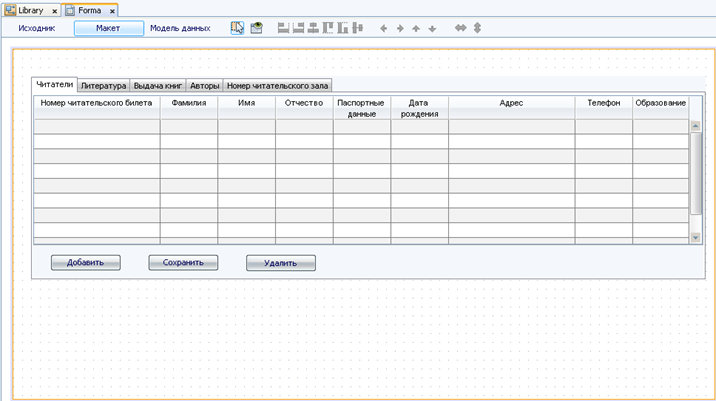 Library Forma
Исходник Макет Модель данных
Читатели Литература Выдача книг Авторы Номер читательского зала
Номер читательского билета Фамилия Имя Отчество Паспортные данные Дата рождения Адрес Телефон Образование
Добавить Сохранить Удалить